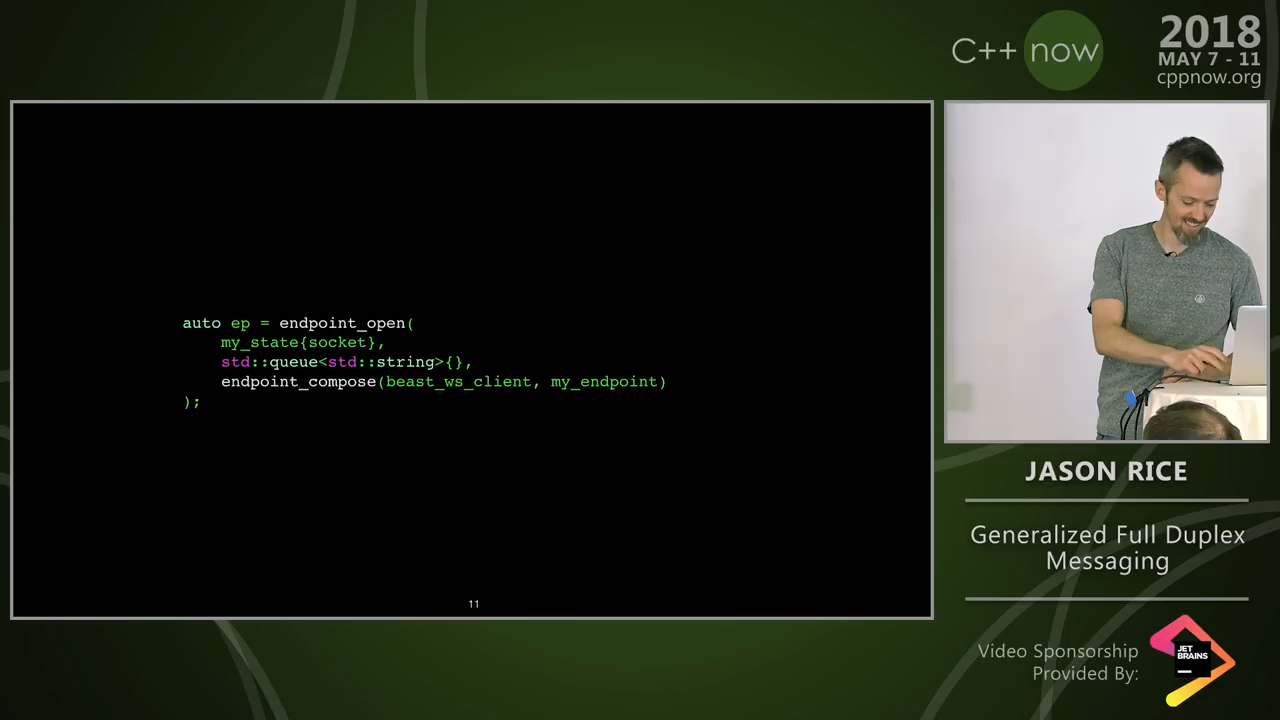 C++ now
2018
MAY 7 - 11
cppnow.org
auto ep = endpoint_open(
my_state{socket},
std::queue<std::string>{},
endpoint_compose(beast_ws_client, my_endpoint)
);
11
JASON RICE
Generalized Full Duplex
Messaging
Video Sponsorship
Provided By:
JET
BRAINS